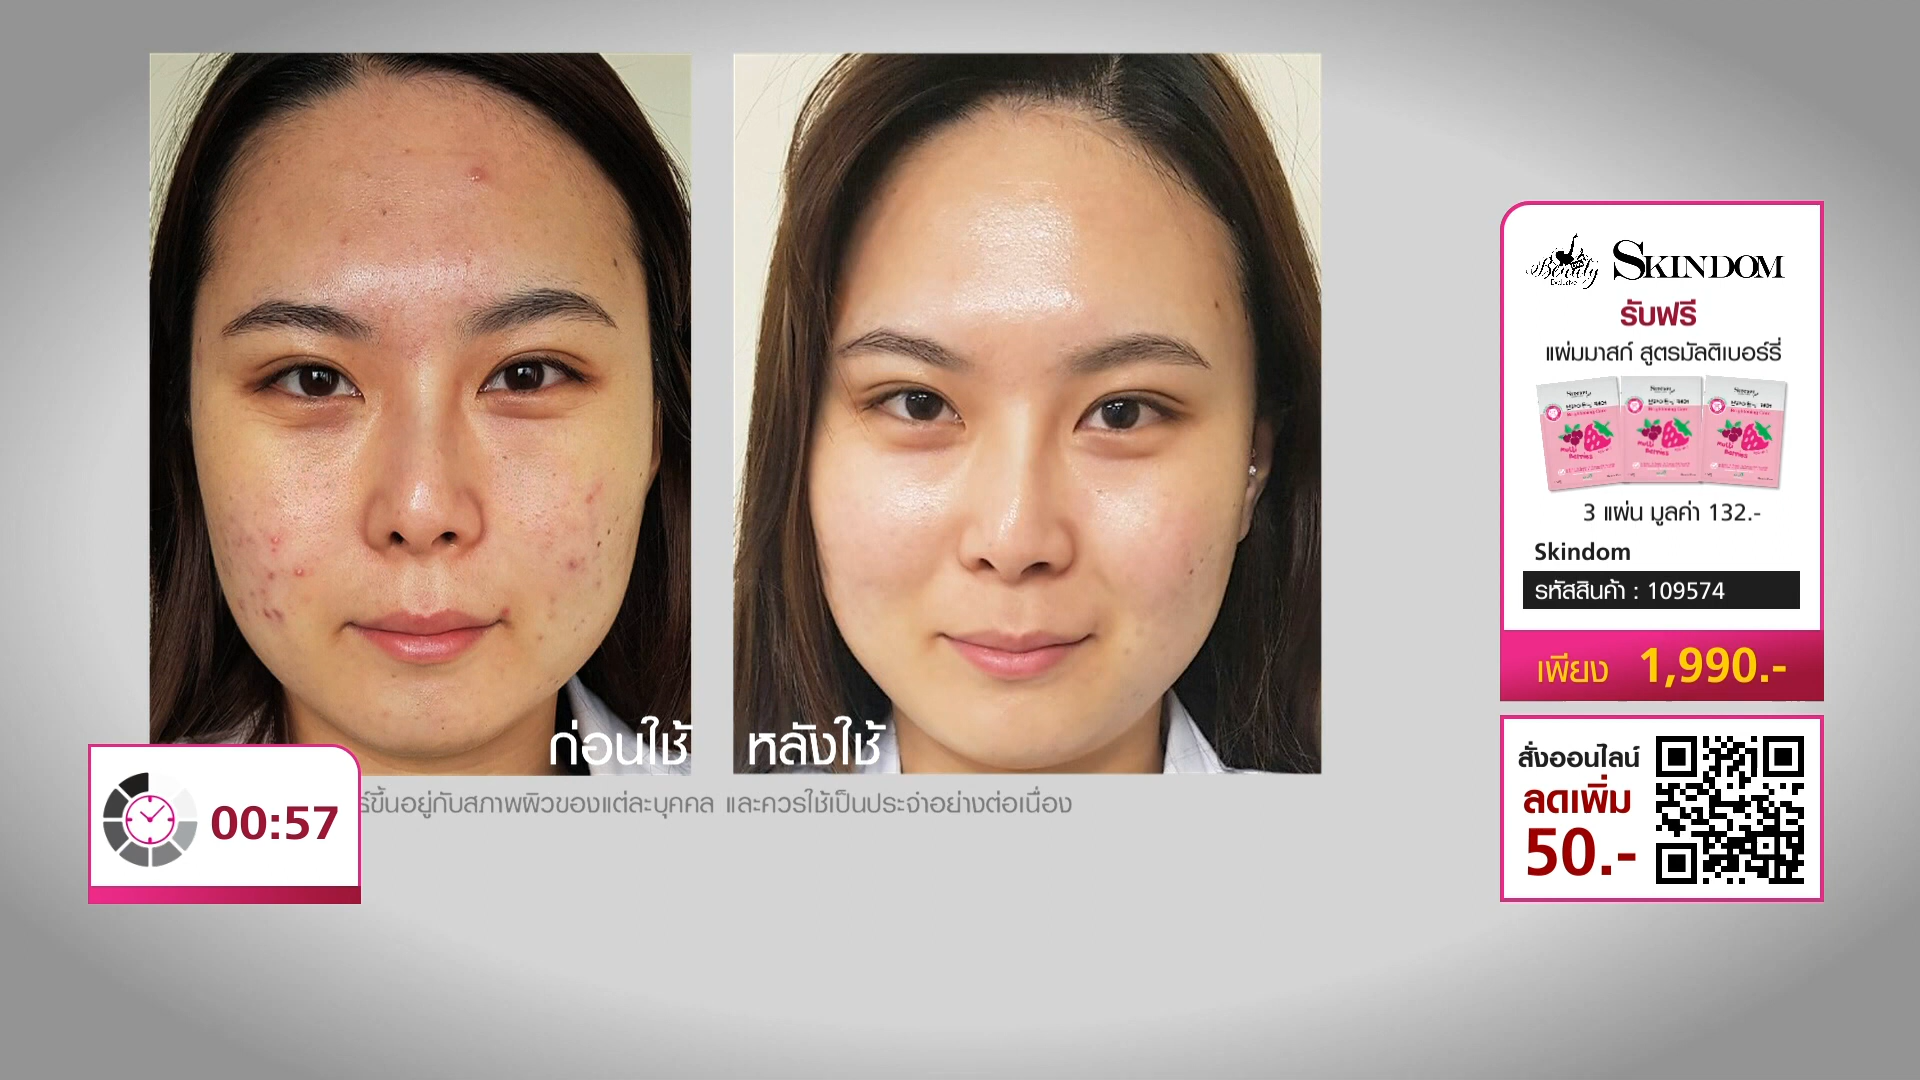 ก่อนใช้
หลังใช้
ขึ้นอยู่กับสภาพผิวของแต่ละบุคคล และควรใช้เป็นประจำอย่างต่อเนื่อง
00:57
Beauty
SKINDOM
รับฟรี
แผ่มมาสก์ สูตรมัลติเบอร์รี่
3 แผ่น มูลค่า 132.-
Skindom
รหัสสินค้า : 109574
เพียง 1,990.-
สั่งออนไลน์
ลดเพิ่ม
50.-